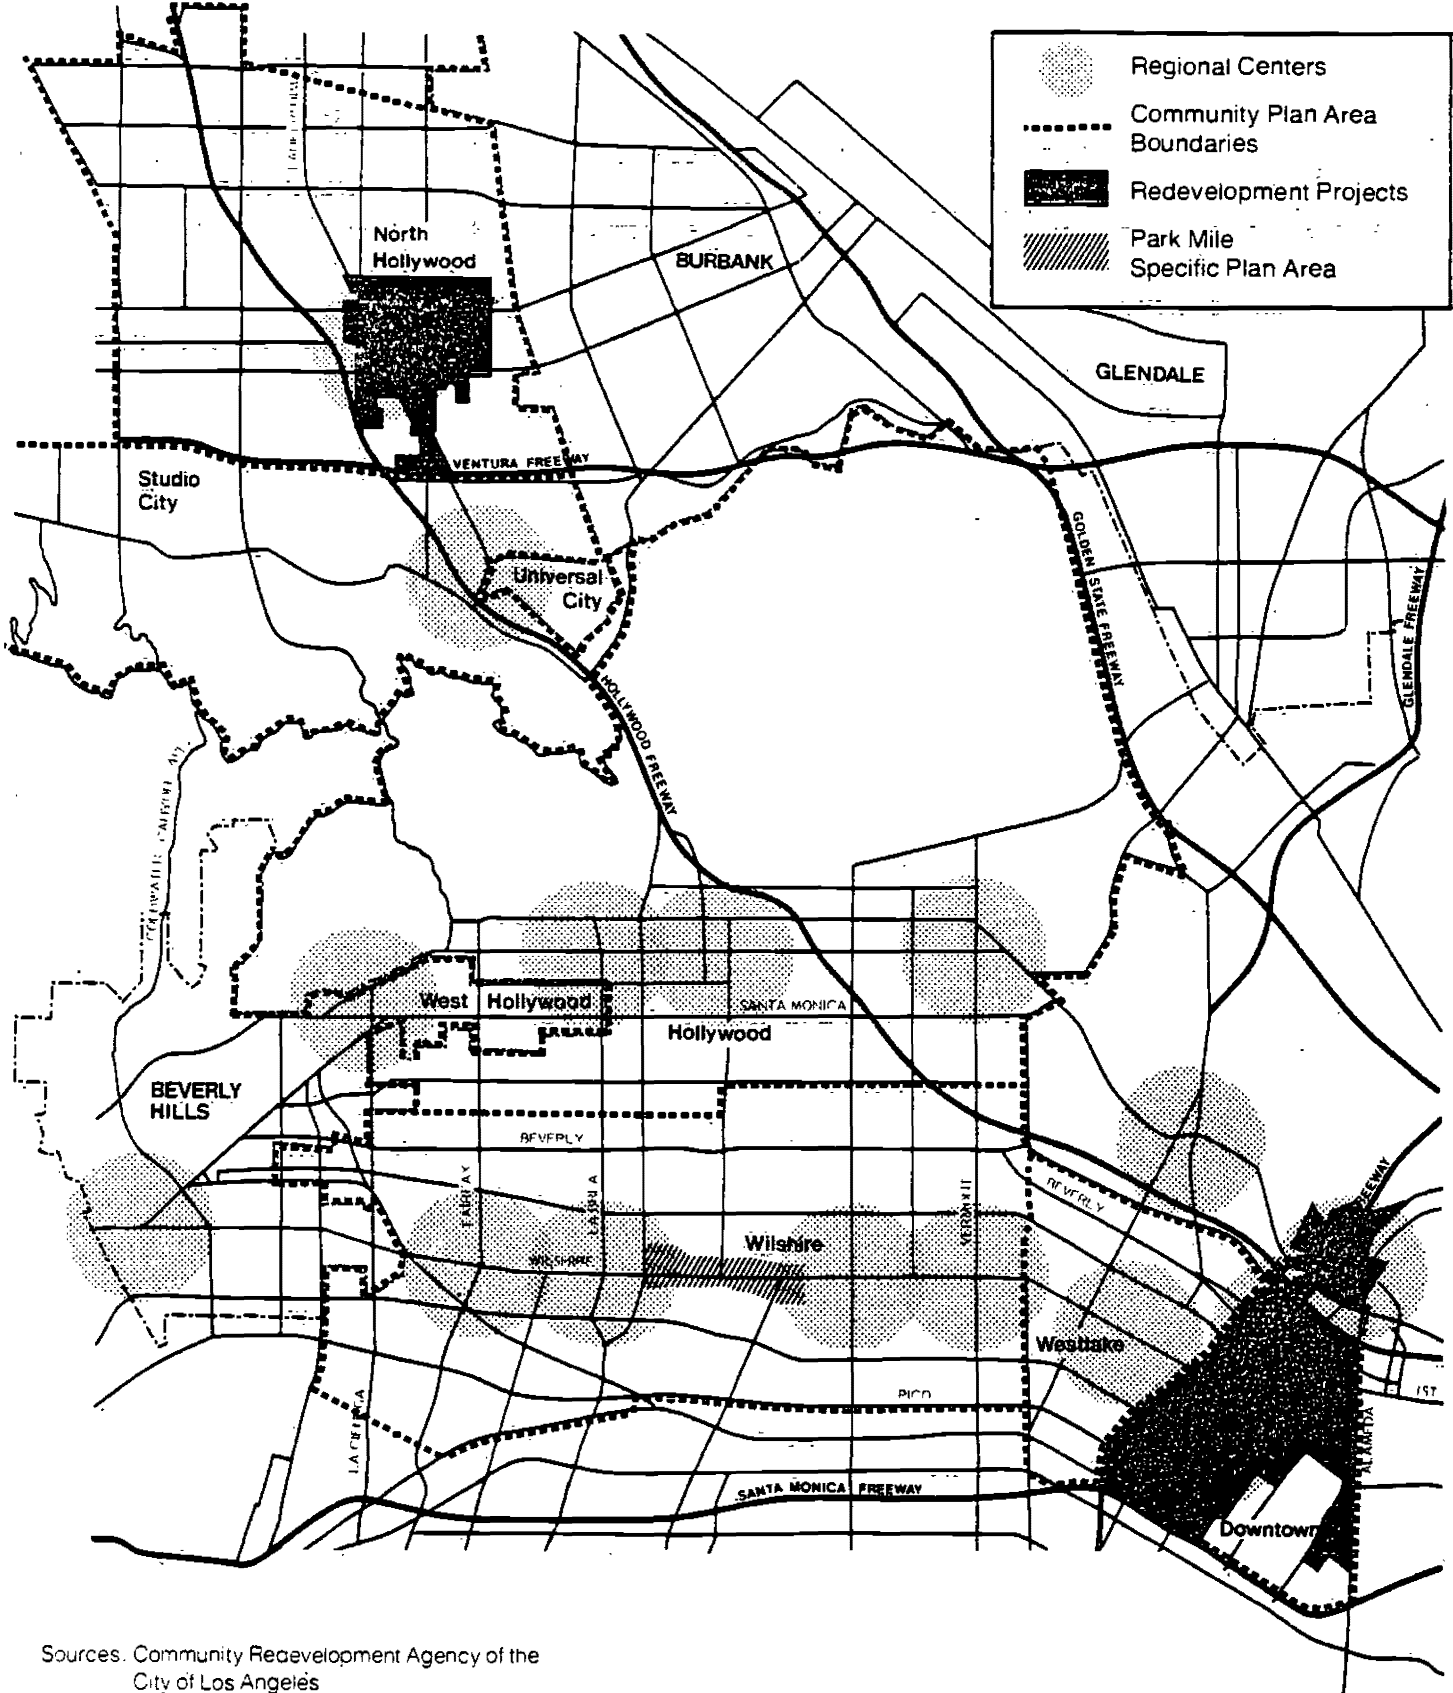 Regional Centers
Community Plan Area
Boundaries
Redevelopment Projects
Park Mile
Specific Plan Area
North
Hollywood
BURBANK
GLENDALE
VENTURA FREEWAY
Studio
City
Universal
City
GOLDEN STATE FREEWAY
GLENDALE FREEWAY
HOLLYWOOD FREEWAY
West Hollywood
SANTA MONICA
Hollywood
BEVERLY
HILLS
BEVERLY
FAIRFAX
LA BREA
VERMONT
BEVERLY
FREEWAY
Wilshire
WILSHIRE
Westlake
PICO
1ST
LA CIENEGA
ALAMEDA
SANTA MONICA FREEWAY
Downtown
Sources. Community Redevelopment Agency of the
City of Los Angeles